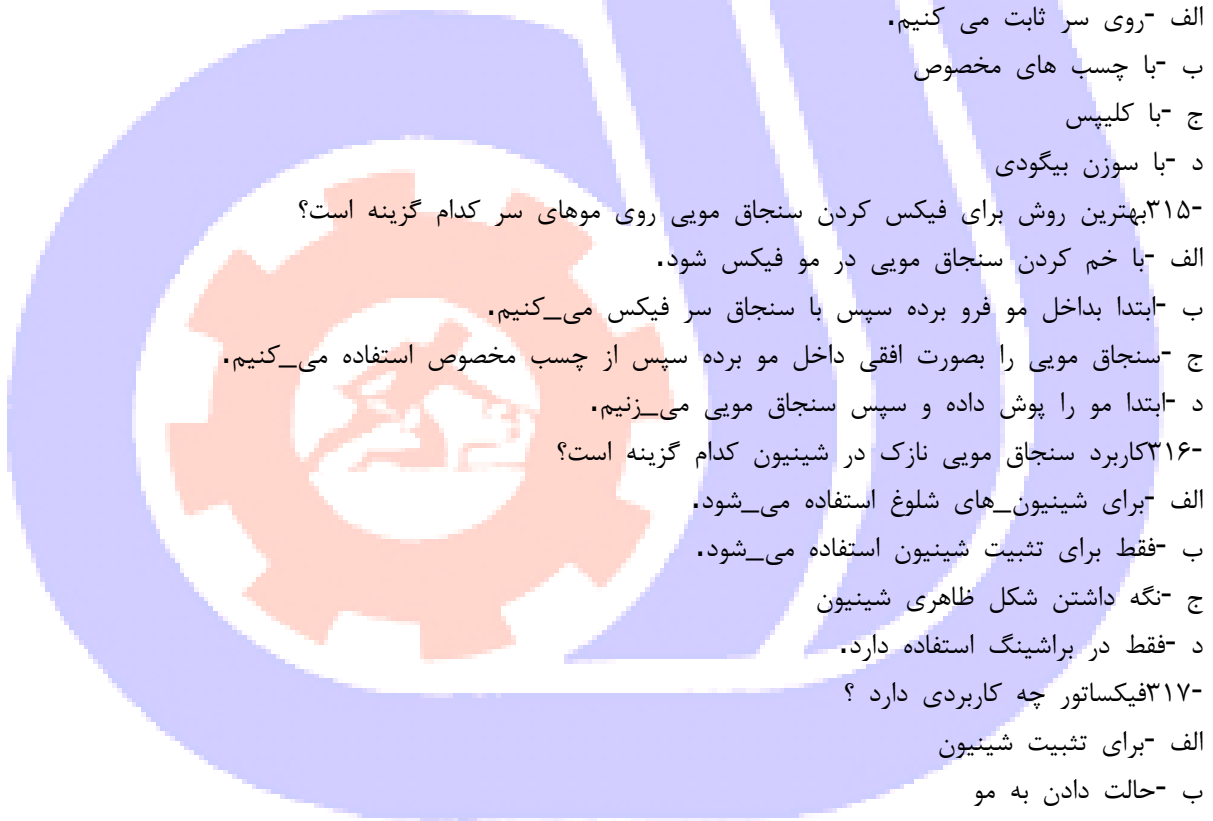 الف -روی سر ثابت می کنیم.
ب -با چسب های مخصوص
ج -با کلیپس
د -با سوزن بیگودی
-۳۱۵بهترین روش برای فیکس کردن سنجاق مویی روی موهای سر کدام گزینه است؟
الف -با خم کردن سنجاق مویی در مو فیکس شود.
ب -ابتدا بداخل مو فرو برده سپس با سنجاق سر فیکس می_کنیم.
ج -سنجاق مویی را بصورت افقی داخل مو برده سپس از چسب مخصوص استفاده می_کنیم.
د -ابتدا مو را پوش داده و سپس سنجاق مویی می_زنیم.
-۳۱۶کاربرد سنجاق مویی نازک در شینیون کدام گزینه است؟
الف -برای شینیون_های شلوغ استفاده می_شود.
ب -فقط برای تثبیت شینیون استفاده می_شود.
ج -نگه داشتن شکل ظاهری شینیون
د -فقط در براشینگ استفاده دارد.
-۳۱۷فیکساتور چه کاربردی دارد ؟
الف -برای تثبیت شینیون
ب -حالت دادن به مو